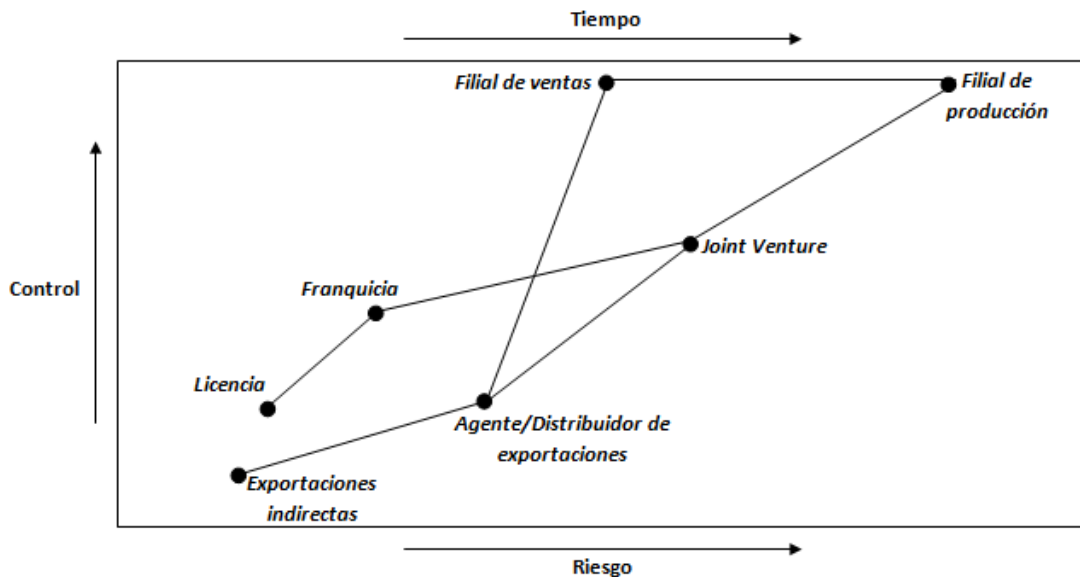 Tiempo
Filial de ventas
Filial de
producción
Joint Venture
Control
Franquicia
Licencia
Agente/Distribuidor de
exportaciones
Exportaciones
indirectas
Riesgo